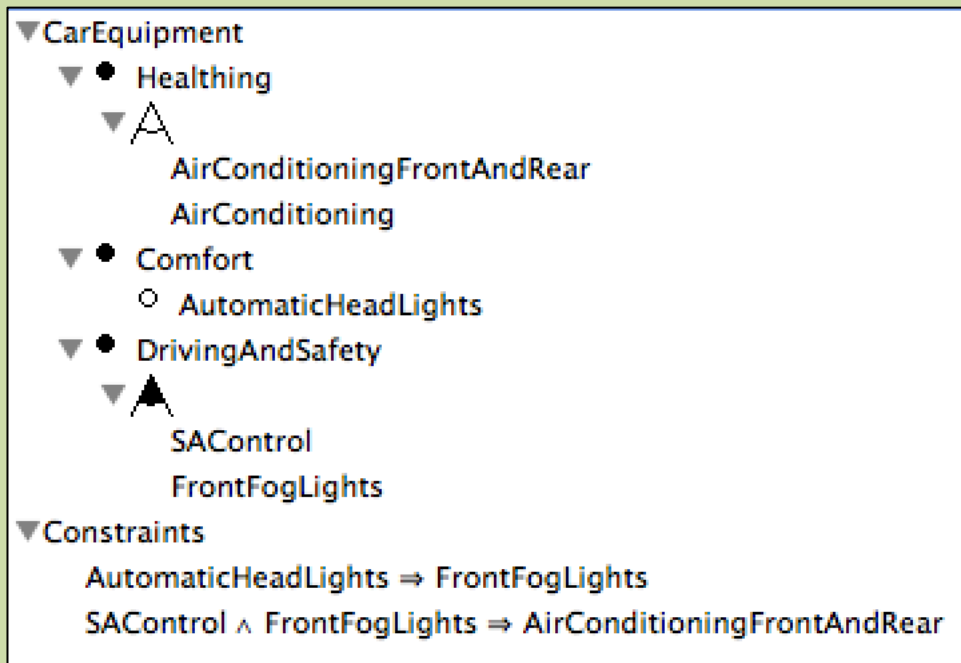 CarEquipment
Healthing
AirConditioningFrontAndRear
AirConditioning
Comfort
AutomaticHeadLights
DrivingAndSafety
SAControl
FrontFogLights
Constraints
AutomaticHeadLights ⇒ FrontFogLights
SAControl ∧ FrontFogLights ⇒ AirConditioningFrontAndRear